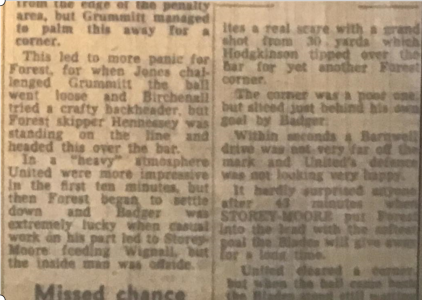 from the edge of the penalty
area, but Grummitt managed
to palm this away for a
corner.
This led to more panic for
Forest, for when Jones chal-
lenged Grummitt the ball
went loose and Birchenall
tried a crafty backheader, but
Forest skipper Hennessey was
standing on the line and
headed this over the bar.
In a "heavy" atmosphere
United were more impressive
in the first ten minutes, but
then Forest began to settle
down and Badger was
extremely lucky when casual
work on his part led to Storey-
Moore feeding Wignall, but
the inside man was offside.
Missed chance
ites a real scare with a grand
shot from 30 yards which
Hodgkinson tipped over the
bar for yet another Forest
corner.
The corner was a poor one,
but sliced just behind his own
goal by Badger.
Within seconds a Barnwell
drive was not very far off the
mark and United's defence
was not looking very happy.
It hardly surprised anyone
after 43 minutes when
STOREY-MOORE put Forest
into the lead with the softest
goal the Blades will give away
for a long time.
United cleared a corner,
but when the ball came back